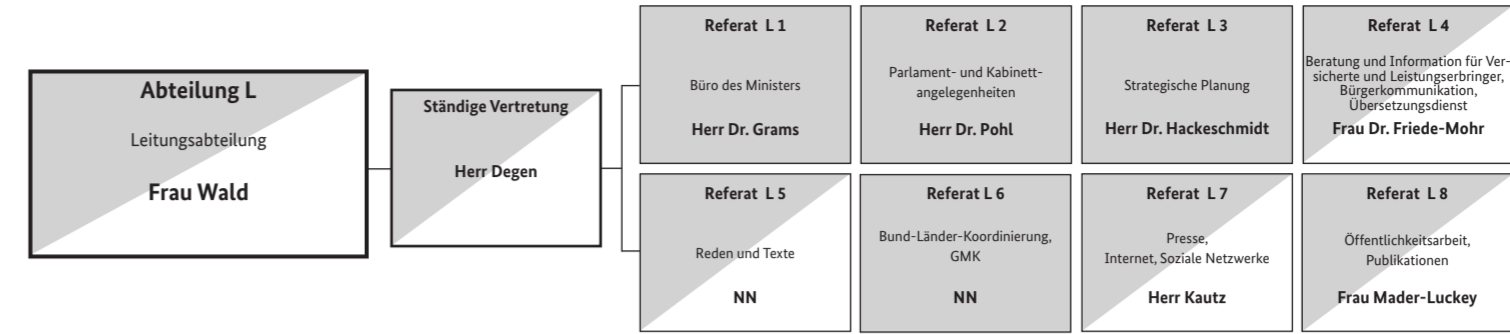 Abteilung L
Leitungsabteilung
Frau Wald
Ständige Vertretung
Herr Degen
Referat L 1
Büro des Ministers
Herr Dr. Grams
Referat L 2
Parlament- und Kabinett-
angelegenheiten
Herr Dr. Pohl
Referat L 3
Strategische Planung
Herr Dr. Hackeschmidt
Referat L 4
Beratung und Information für Ver-
sicherte und Leistungserbringer,
Bürgerkommunikation,
Übersetzungsdienst
Frau Dr. Friede-Mohr
Referat L 5
Reden und Texte
NN
Referat L 6
Bund-Länder-Koordinierung,
GMK
NN
Referat L 7
Presse,
Internet, Soziale Netzwerke
Herr Kautz
Referat L 8
Öffentlichkeitsarbeit,
Publikationen
Frau Mader-Luckey